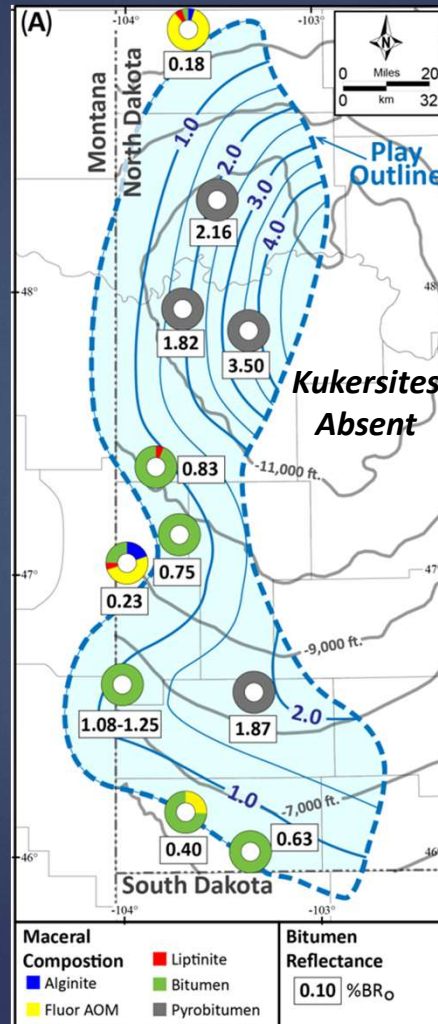 (A)
-104°
-103°
N
0 Miles 20
0 km 32
0.18
Montana
North Dakota
1.0
2.0
3.0
4.0
Play
Outline
2.16
48°
1.82
3.50
Kukersites
Absent
0.83
-11,000 ft.
0.75
47°
47°
0.23
-9,000 ft.
1.08-1.25
1.87
2.0
1.0
-7,000 ft.
0.40
0.63
46°
46°
South Dakota
-104°
-103°
Maceral
Compostion
Alginite
Fluor AOM
Liptinite
Bitumen
Pyrobitumen
Bitumen
Reflectance
0.10 %BRo